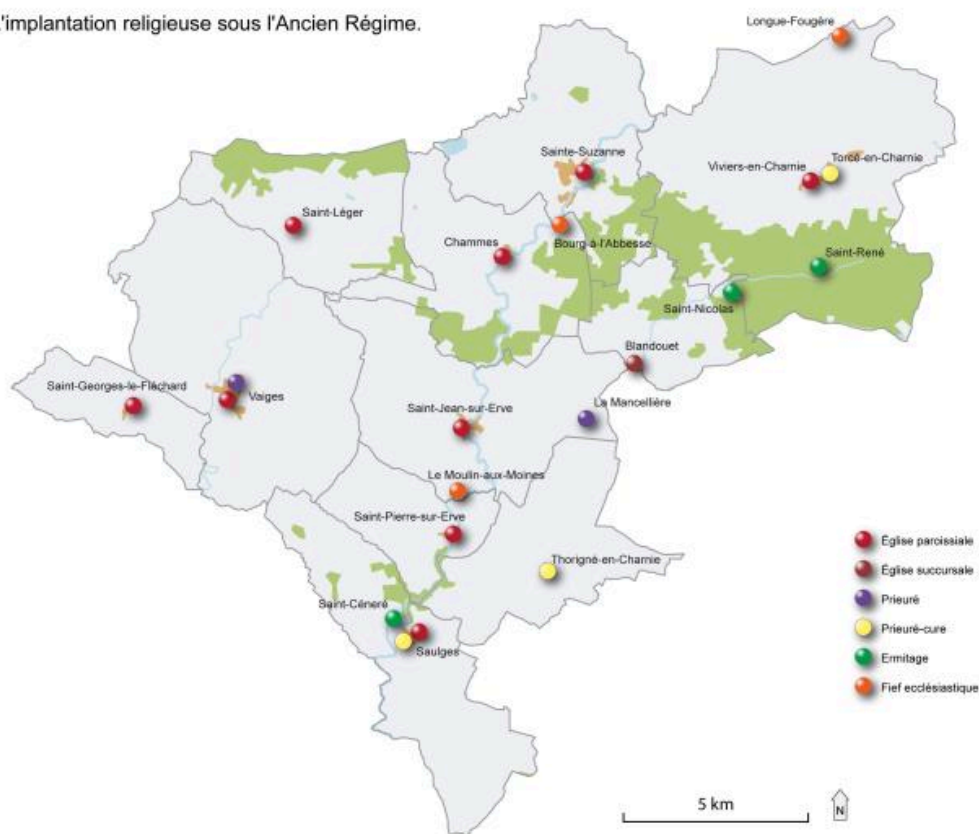 'implantation religieuse sous l'Ancien Régime.
Longue-Fougère
Sainte-Suzanne
Viviers-en-Charnie
Torcé-en-Charnie
Saint-Léger
Chammes
Bourg-à-l'Abbesse
Saint-René
Saint-Nicolas
Blandouet
Saint-Georges-le-Fléchard
Vaiges
Saint-Jean-sur-Erve
La Mancellière
Le Moulin-aux-Moines
Saint-Pierre-sur-Erve
Thorigné-en-Charnie
Saint-Céneré
Saulges
Église paroissiale
Église succursale
Prieuré
Prieuré-cure
Ermitage
Fief ecclésiastique
5 km
N